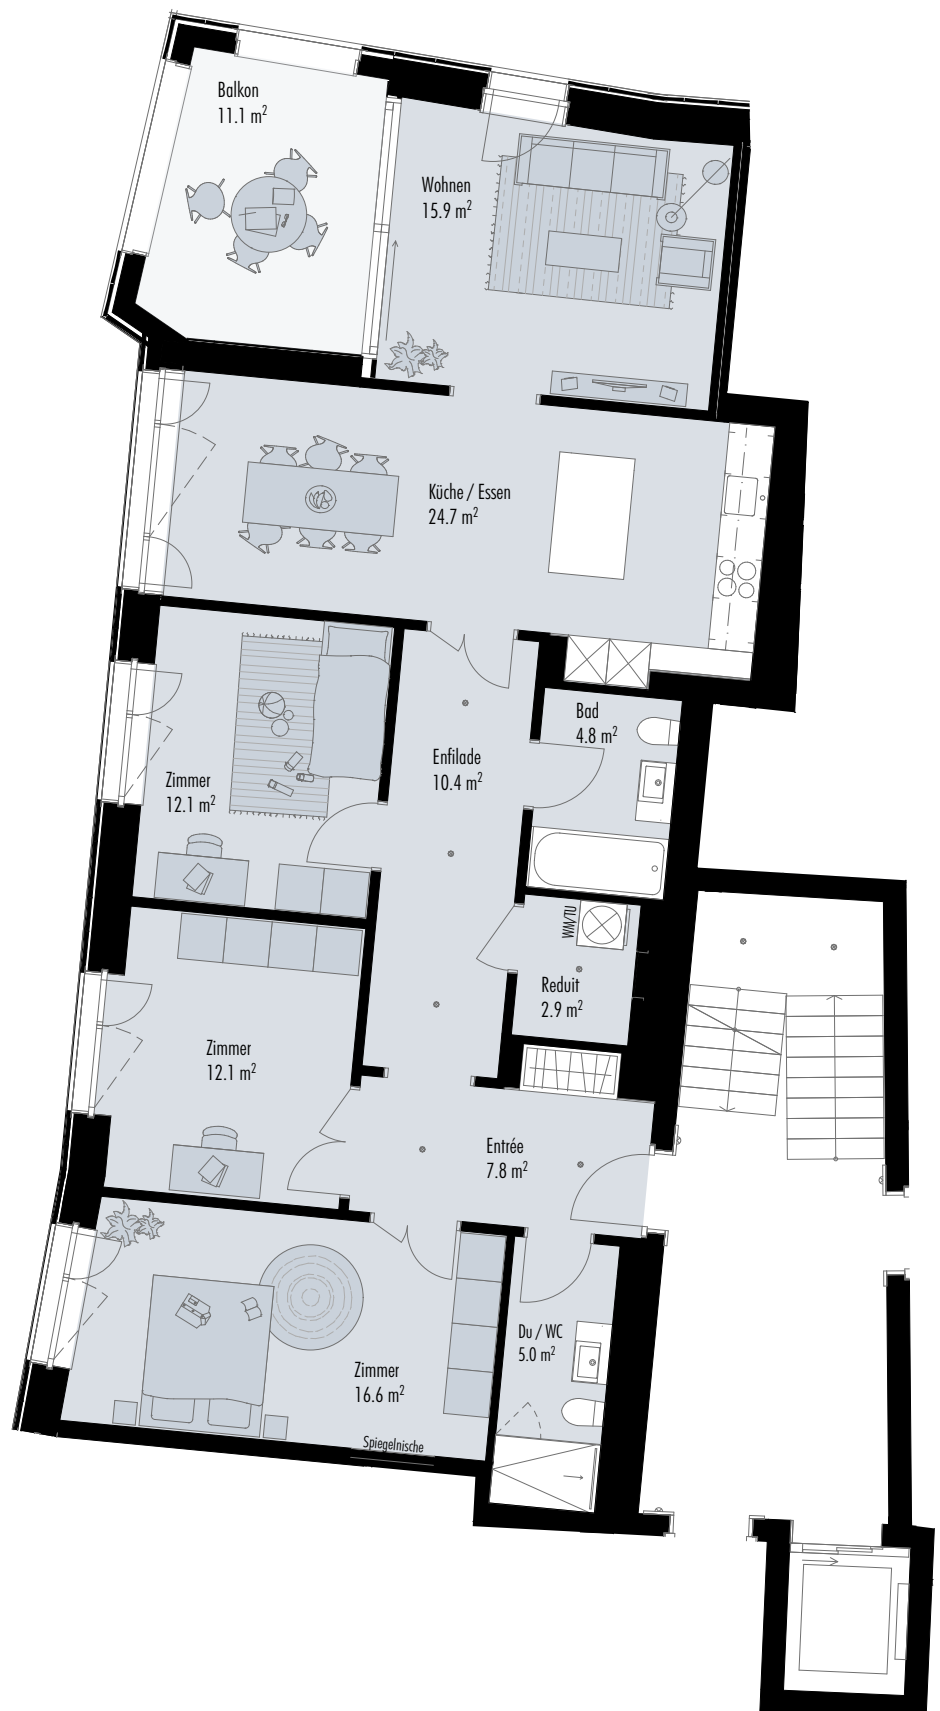 Balkon
11.1 m²
Wohnen
15.9 m²
Küche / Essen
24.7 m²
Bad
4.8 m²
Enfilade
10.4 m²
Zimmer
12.1 m²
WM/TU
Reduit
2.9 m²
Zimmer
12.1 m²
Entrée
7.8 m²
Du / WC
5.0 m²
Zimmer
16.6 m²
Spiegelnische